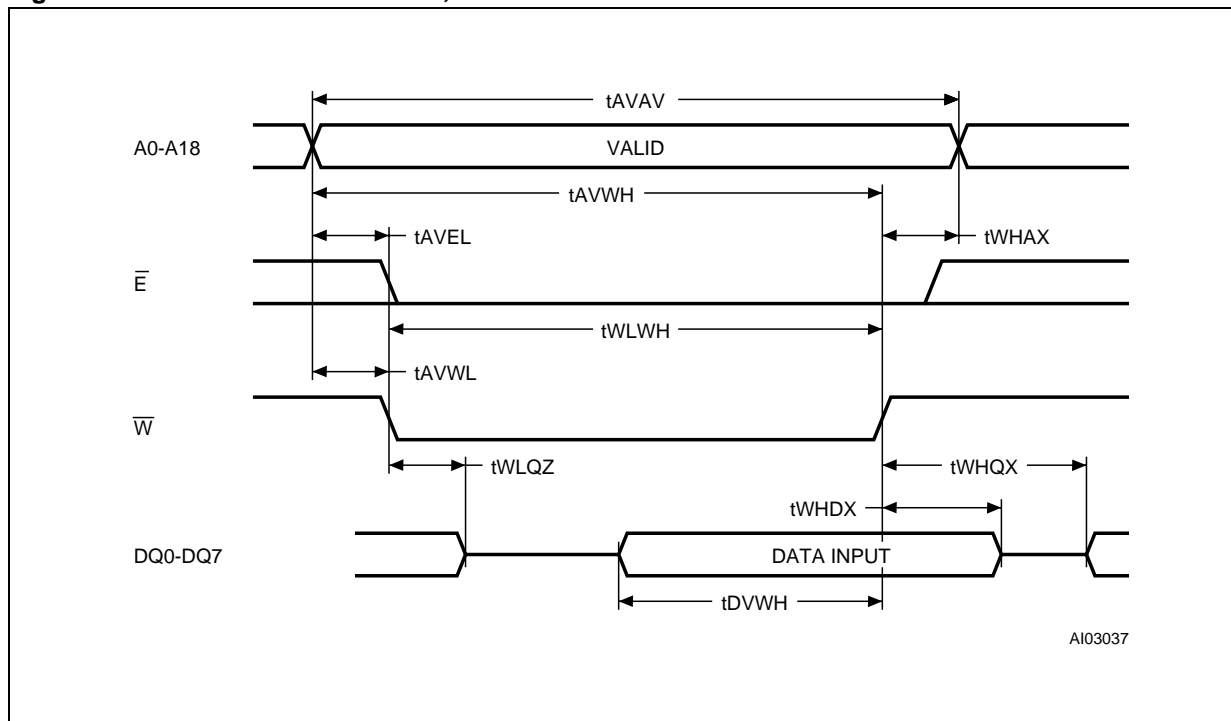 tAVAV
A0-A18
VALID
tAVWH
tAVEL
tWHAX
E̅
tWLWH
tAVWL
W̅
tWLQZ
tWHQX
tWHDX
DQ0-DQ7
DATA INPUT
tDVWH
AI03037